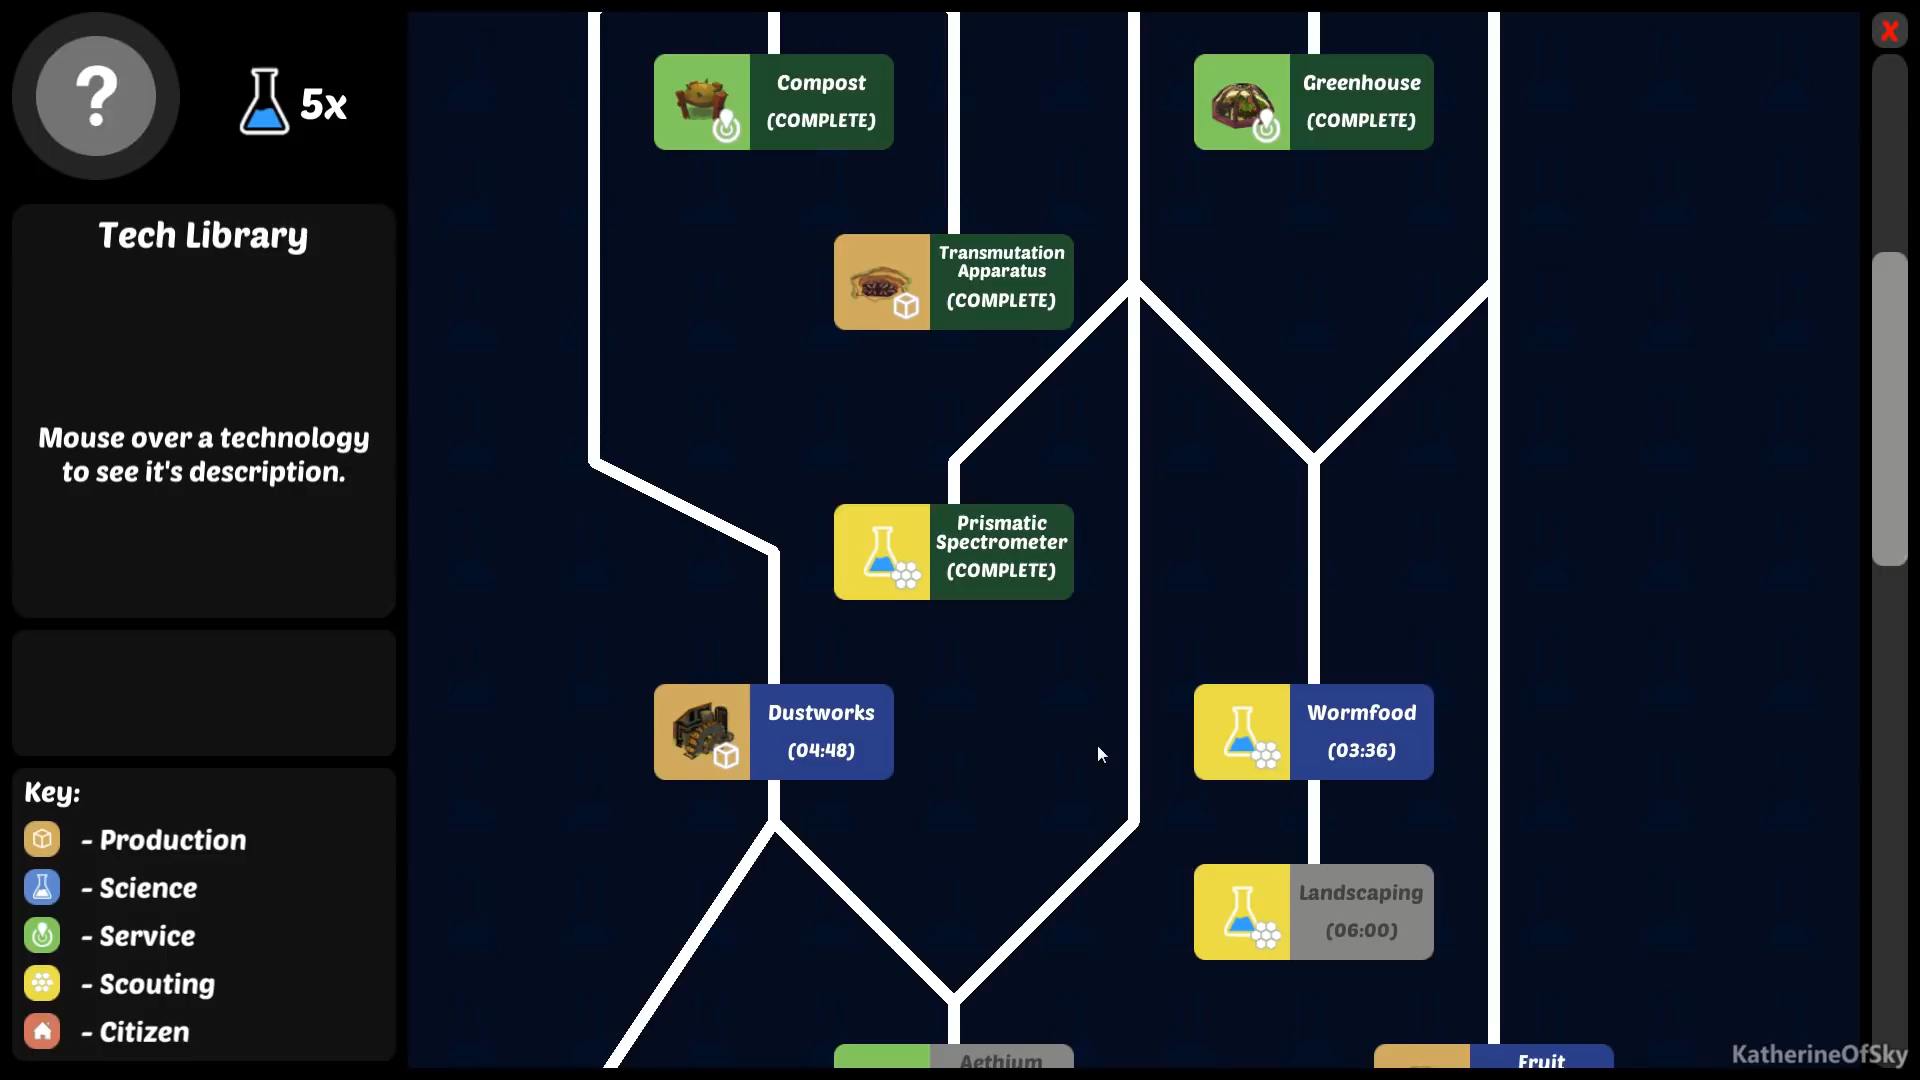 ?
5x
Tech Library
Mouse over a technology
to see it's description.
Key:
- Production
- Science
- Service
- Scouting
- Citizen
Compost
(COMPLETE)
Greenhouse
(COMPLETE)
Transmutation
Apparatus
(COMPLETE)
Prismatic
Spectrometer
(COMPLETE)
Dustworks
(04:48)
Wormfood
(03:36)
Landscaping
(06:00)
Aethium
Fruit
X
KatherineOfSky